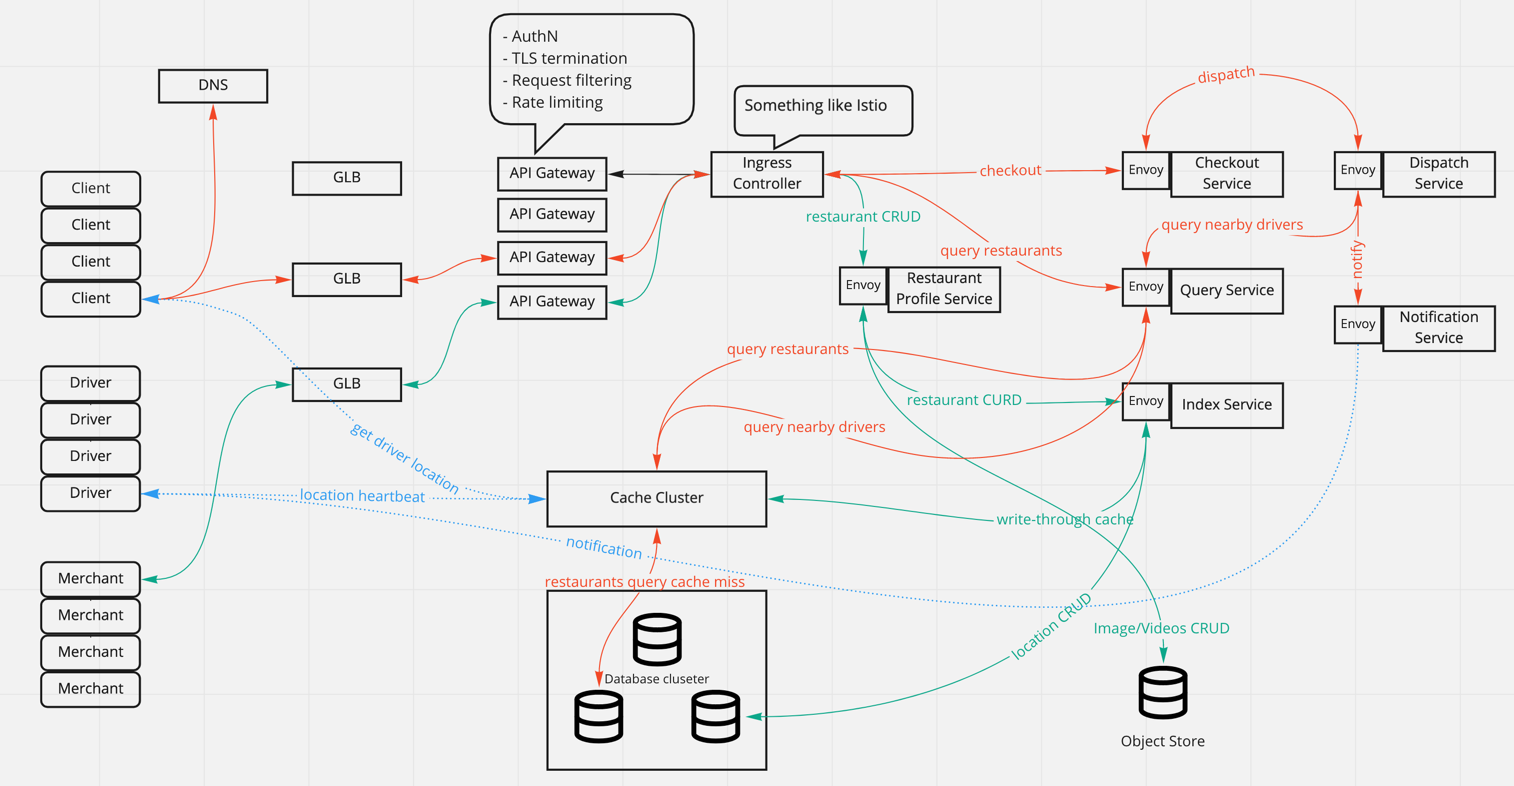 - AuthN
- TLS termination
- Request filtering
- Rate limiting
DNS
Something like Istio
dispatch
GLB
API Gateway
Ingress
Controller
checkout
Envoy
Checkout
Service
Envoy
Dispatch
Service
Client
Client
Client
Client
API Gateway
restaurant CRUD
query restaurants
query nearby drivers
notify
GLB
API Gateway
API Gateway
Envoy
Restaurant
Profile Service
Envoy
Query Service
Envoy
Notification
Service
query restaurants
GLB
Driver
Driver
Driver
Driver
get driver location
restaurant CURD
Envoy
Index Service
query nearby drivers
location heartbeat
Cache Cluster
write-through cache
notification
restaurants query cache miss
Merchant
Merchant
Merchant
Merchant
location CRUD
Image/Videos CRUD
Database cluseter
Object Store